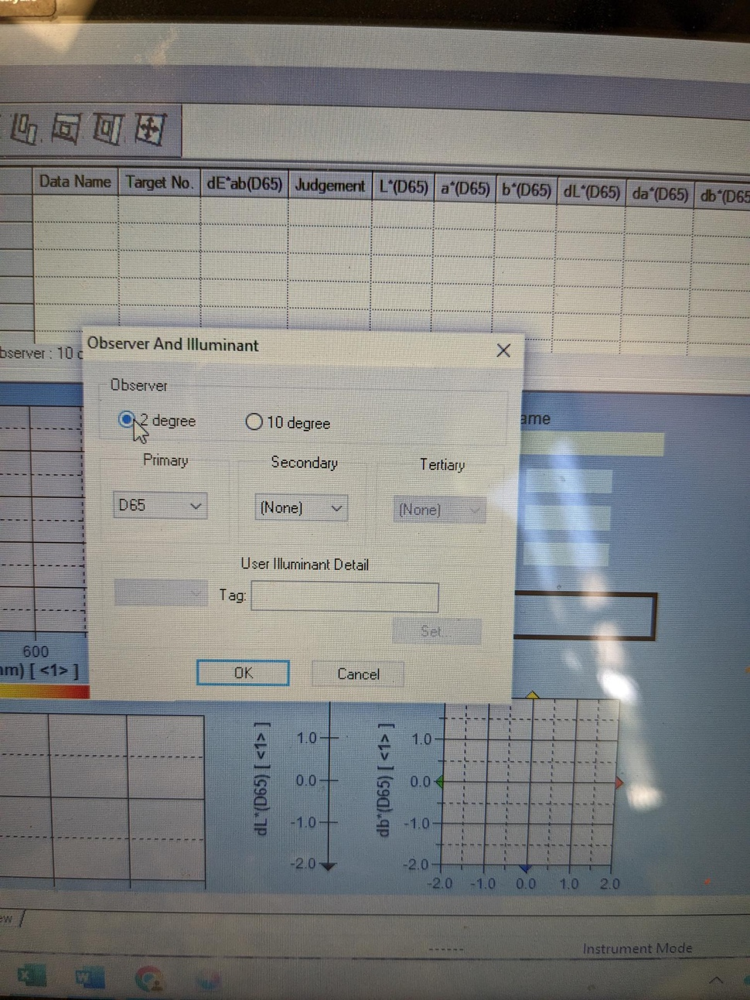 Data Name Target No. dE*ab(D65) Judgement L*(D65) a*(D65) b*(D65) dL*(D65) da*(D65) db*(D65
bserver : 10
Observer And Illuminant
Observer
2 degree 10 degree
ame
Primary Secondary Tertiary
D65 (None) (None)
User Illuminant Detail
Tag:
Set...
600
nm) [ <1> ]
OK Cancel
dL*(D65) [ <1> ]
1.0
0.0
-1.0
-2.0
db*(D65) [ <1> ]
1.0
0.0
-1.0
-2.0
-2.0 -1.0 0.0 1.0 2.0
ew
------ Instrument Mode